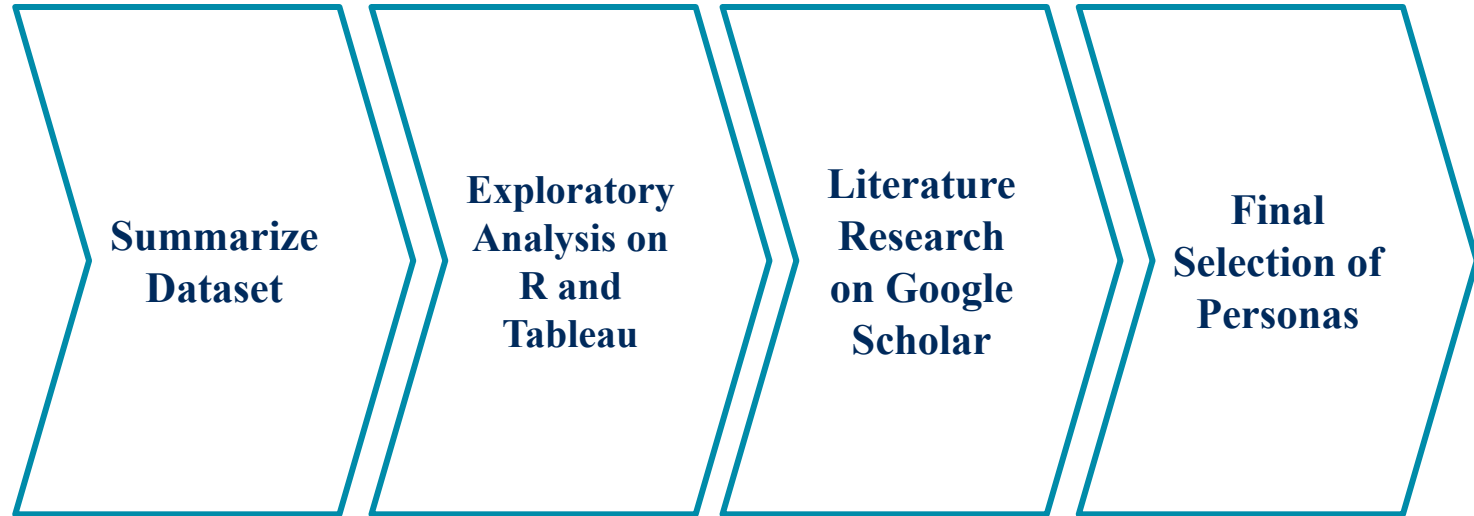 Summarize
Dataset
Exploratory
Analysis on
R and
Tableau
Literature
Research
on Google
Scholar
Final
Selection of
Personas